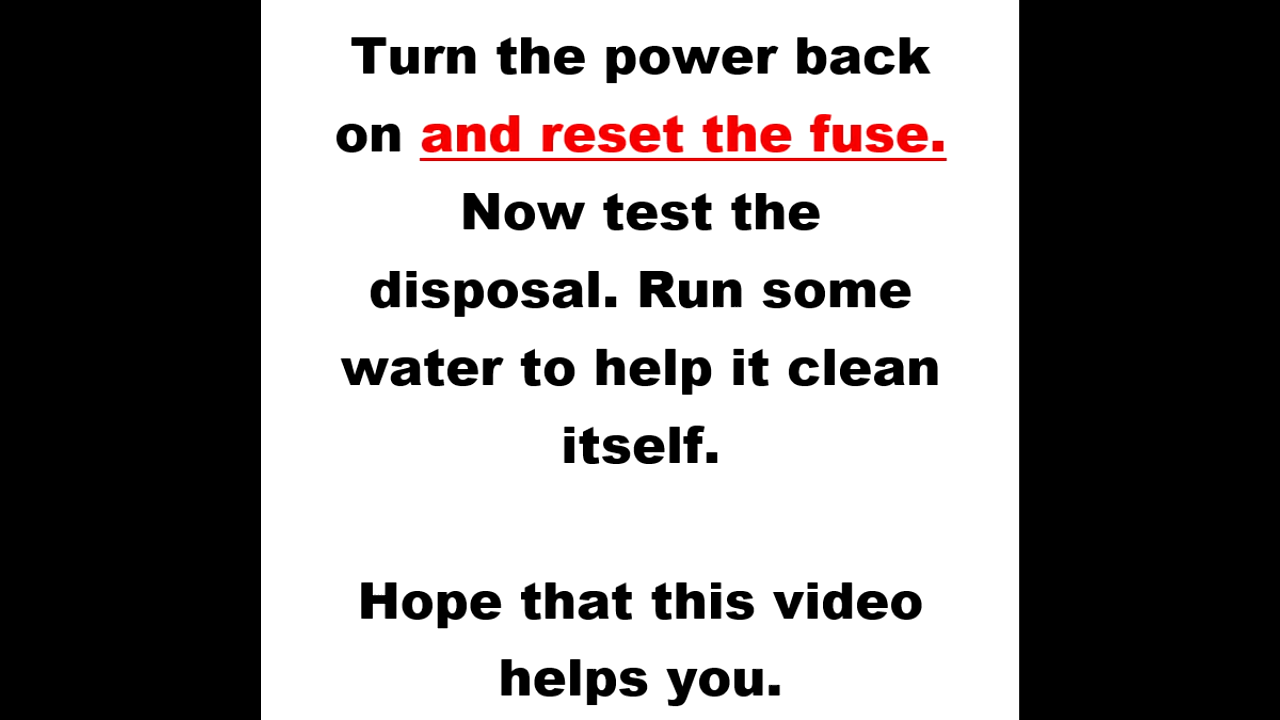 Turn the power back
on and reset the fuse.
Now test the
disposal. Run some
water to help it clean
itself.
Hope that this video
helps you.